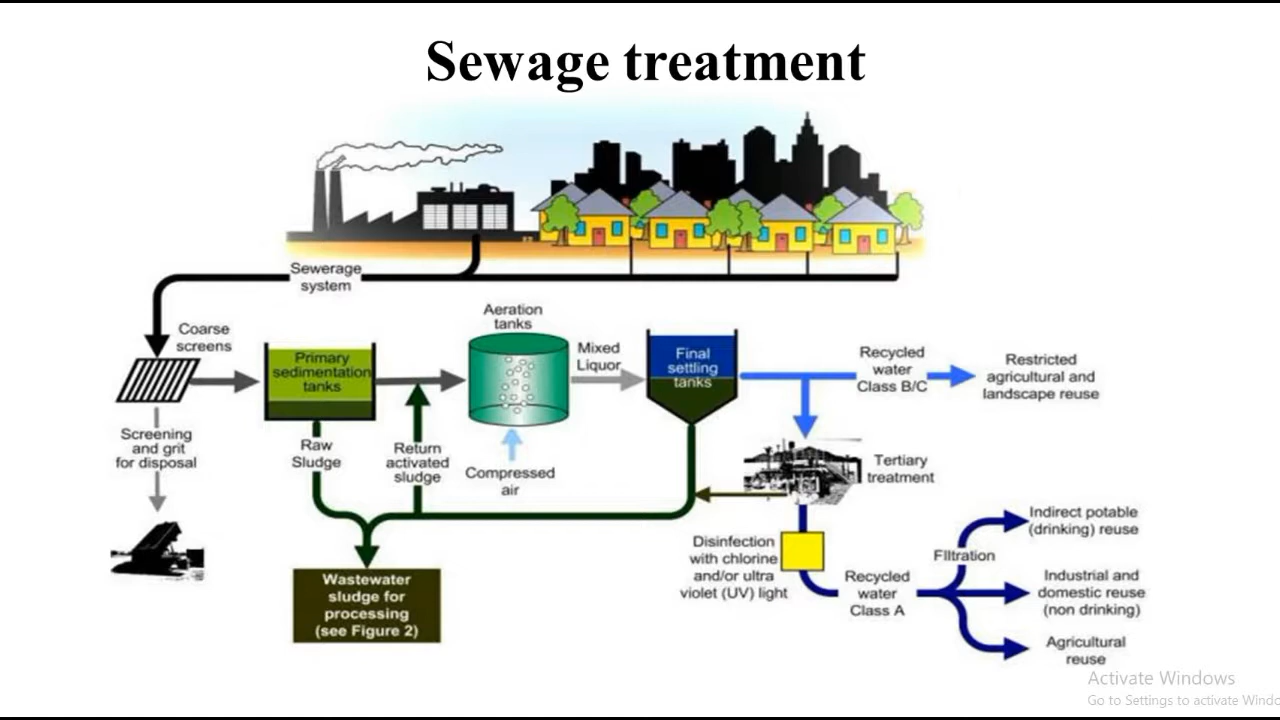 Sewage treatment
Sewerage
system
Coarse
screens
Primary
sedimentation
tanks
Aeration
tanks
Mixed
Liquor
Final
settling
tanks
Recycled
water
Class B/C
Restricted
agricultural and
landscape reuse
Screening
and grit
for disposal
Raw
Sludge
Return
activated
sludge
Compressed
air
Tertiary
treatment
Wastewater
sludge for
processing
(see Figure 2)
Disinfection
with chlorine
and/or ultra
violet (UV) light
Recycled
water
Class A
FIltration
Indirect potable
(drinking) reuse
Industrial and
domestic reuse
(non drinking)
Agricultural
reuse
Activate Windows
Go to Settings to activate Windo